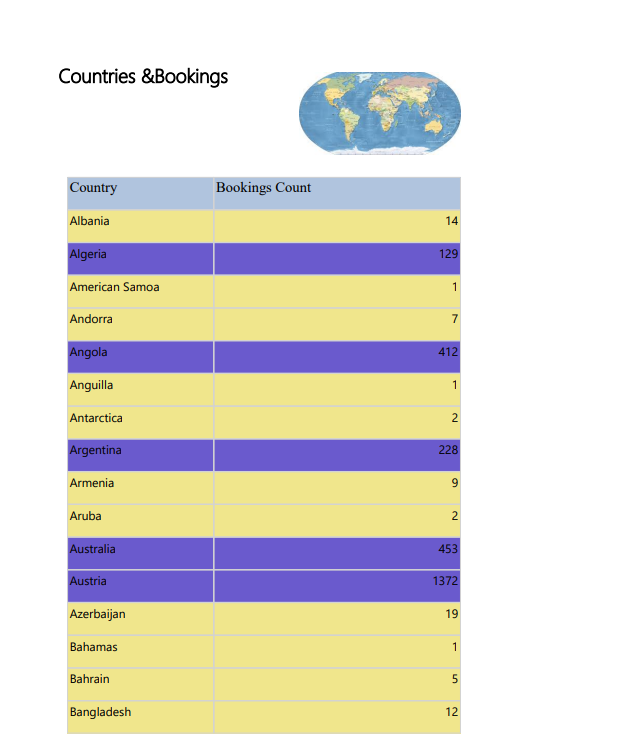 Countries &Bookings
Country Bookings Count
Albania 14
Algeria 129
American Samoa 1
Andorra 7
Angola 412
Anguilla 1
Antarctica 2
Argentina 228
Armenia 9
Aruba 2
Australia 453
Austria 1372
Azerbaijan 19
Bahamas 1
Bahrain 5
Bangladesh 12